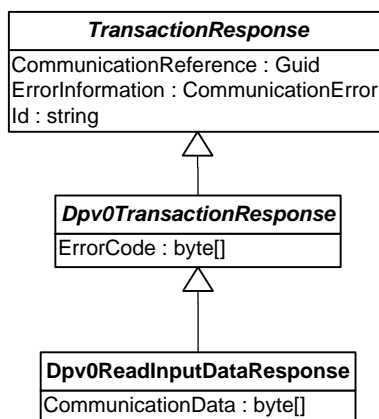 TransactionResponse
CommunicationReference : Guid
ErrorInformation : CommunicationError
Id : string
Dpv0TransactionResponse
ErrorCode : byte[]
Dpv0ReadInputDataResponse
CommunicationData : byte[]